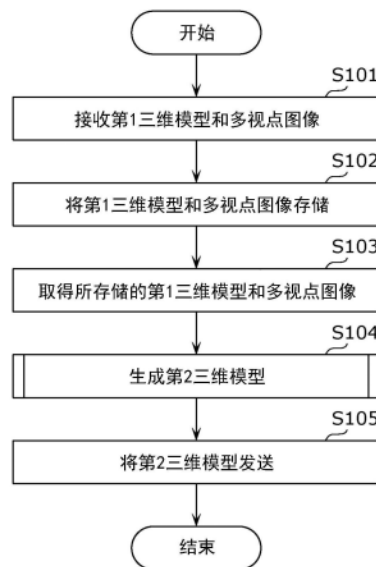 开始
S101
接收第1三维模型和多视点图像
S102
将第1三维模型和多视点图像存储
S103
取得所存储的第1三维模型和多视点图像
S104
生成第2三维模型
S105
将第2三维模型发送
结束